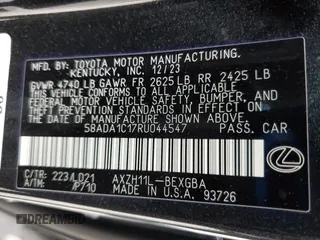 MFD. BY: TOYOTA MOTOR MANUFACTURING,
KENTUCKY, INC. 12/23
GVWR 4740 LB GAWR FR 2625 LB RR 2425 LB
THIS VEHICLE CONFORMS TO ALL APPLICABLE
FEDERAL MOTOR VEHICLE SAFETY, BUMPER, AND
THEFT PREVENTION STANDARDS IN EFFECT ON
THE DATE OF MANUFACTURE SHOWN ABOVE.
58ADA1C17RU044547 PASS. CAR
C/TR: 223/LD21 AXZH11L-BEXGBA
A/TM: P710 MADE IN U.S.A. 93726
DREAMBID